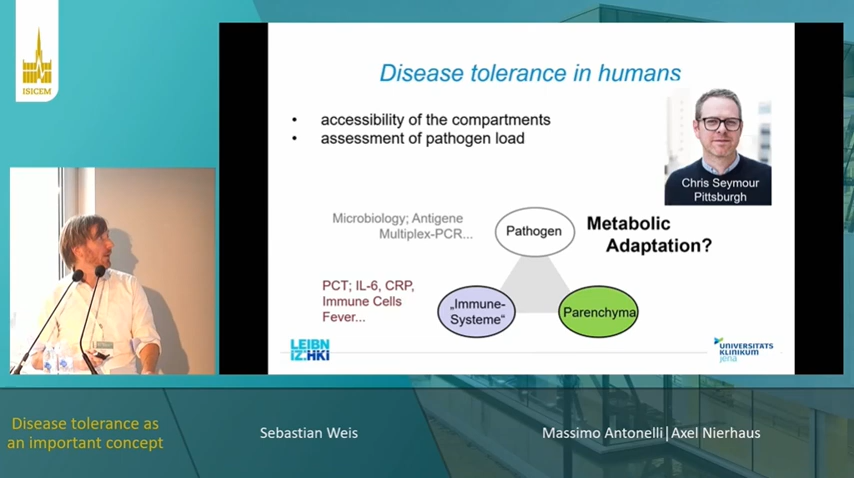 ISICEM
Disease tolerance in humans
• accessibility of the compartments
• assessment of pathogen load
Chris Seymour
Pittsburgh
Microbiology; Antigene
Multiplex-PCR...
Pathogen
Metabolic
Adaptation?
PCT; IL-6, CRP,
Immune Cells
Fever...
„Immune-
Systeme“
Parenchyma
LEIBN
IZ·HKI
UNIVERSITÄTS
KLINIKUM
jena
Disease tolerance as
an important concept
Sebastian Weis
Massimo Antonelli|Axel Nierhaus